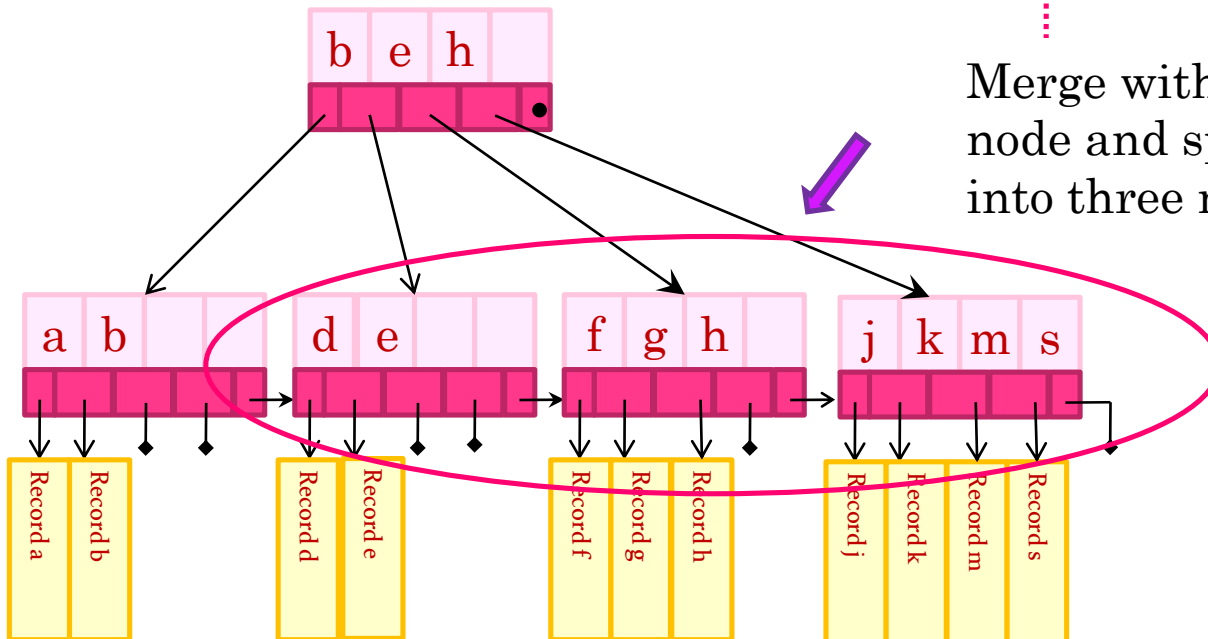 b e h
Merge with
node and sp
into three
a b
d e
f g h
j k m s
Record a
Record b
Record d
Record e
Record f
Record g
Record h
Record j
Record k
Record m
Record s